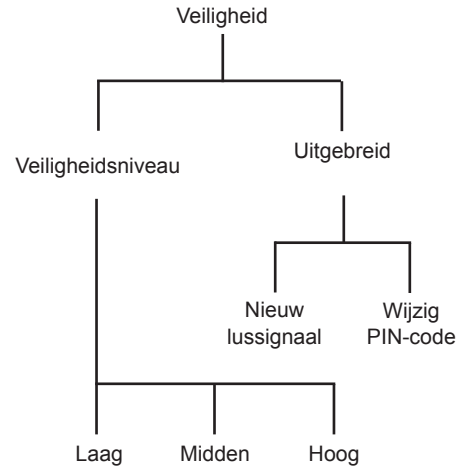 Veiligheid
Veiligheidsniveau
Uitgebreid
Nieuw
lussignaal
Wijzig
PIN-code
Laag
Midden
Hoog